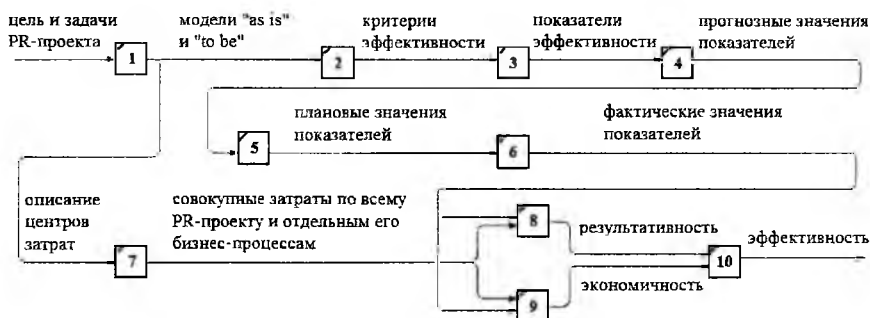 цель и задачи
PR-проекта
модели "as is"
и "to be"
критерии
эффективности
показатели
эффективности
прогнозные значения
показателей
1
2
3
4
плановые значения
показателей
фактические значения
показателей
5
6
описание
центров
затрат
совокупные затраты по всему
PR-проекту и отдельным его
бизнес-процессам
7
8
результативность
10
эффективность
экономичность
9